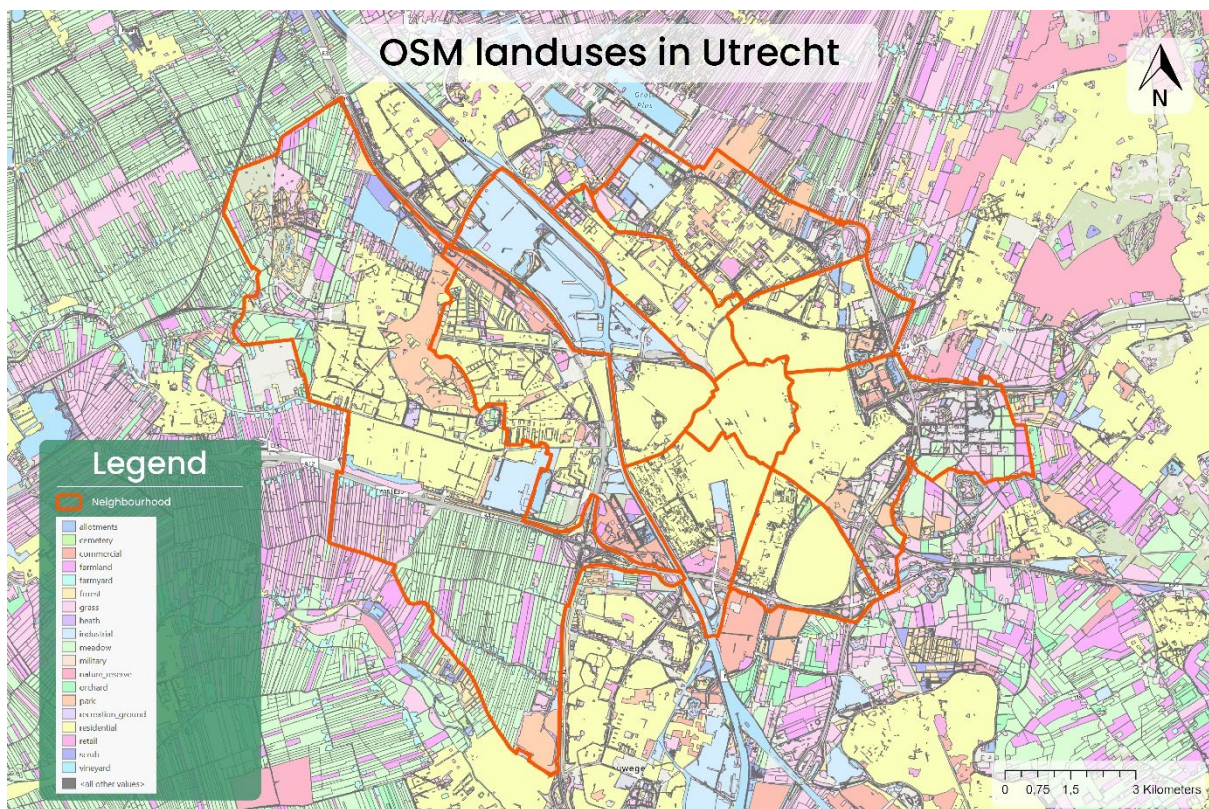 OSM landuses in Utrecht
N
Legend
Neighbourhood
allotments
cemetery
commercial
farmland
farmyard
forest
grass
heath
industrial
meadow
military
nature_reserve
orchard
park
recreation_ground
residential
retail
scrub
vineyard
<all other values>
uwege
0 0,75 1,5 3 Kilometers